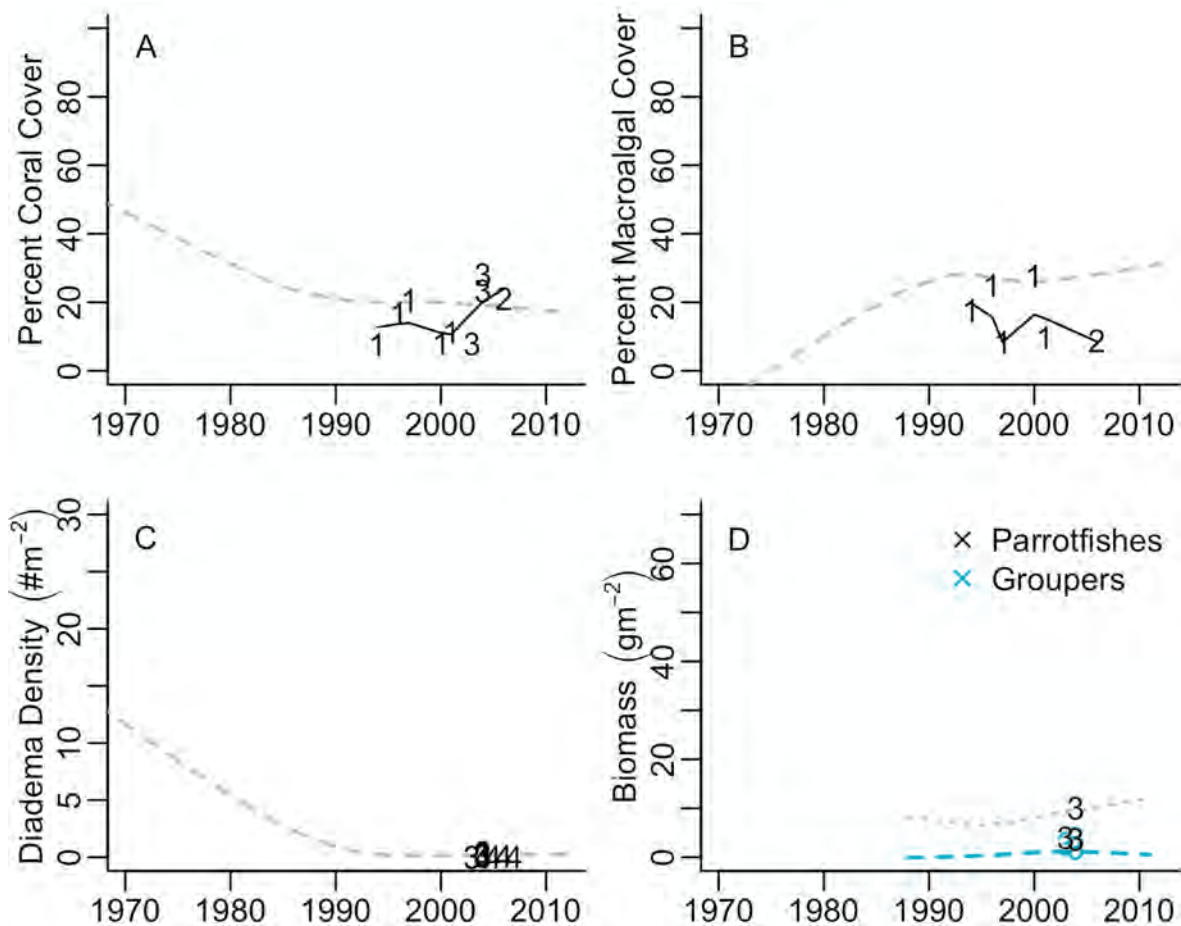 A
Percent Coral Cover
80
60
40
20
0
3
3
1
2
1
1
1
1
3
1970 1980 1990 2000 2010
B
Percent Macroalgal Cover
80
60
40
20
0
1
1
1
1
1
2
1970 1980 1990 2000 2010
C
Diadema Density (#m⁻²)
30
20
10
5
0
1970 1980 1990 2000 2010
D
× Parrotfishes
× Groupers
Biomass (gm⁻²)
60
40
20
0
3
3
3
1970 1980 1990 2000 2010